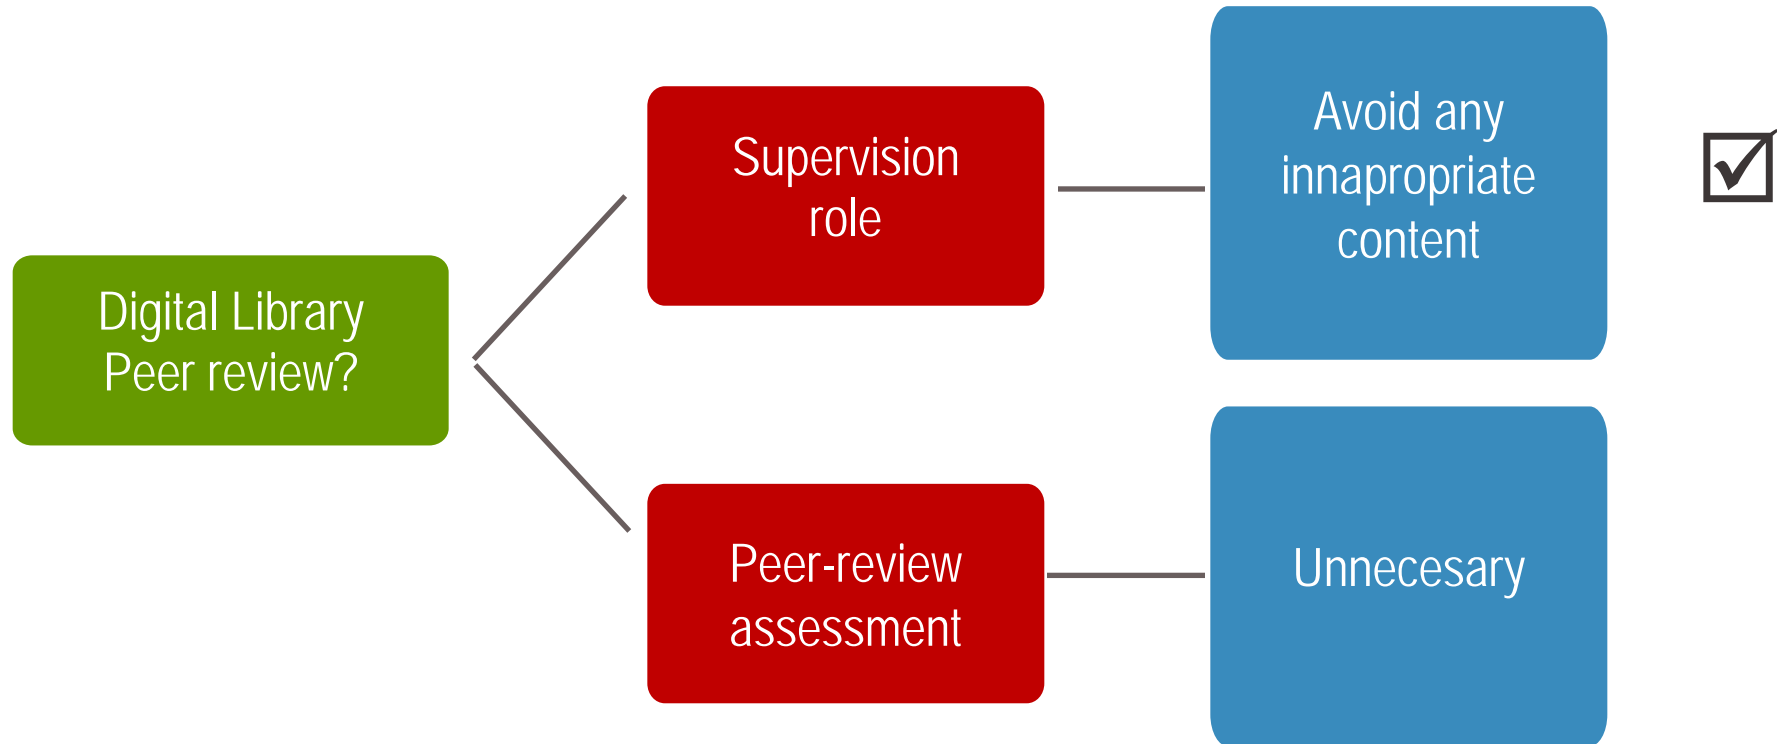 Digital Library
Peer review?
Supervision
role
Avoid any
innapropriate
content
Peer-review
assessment
Unnecesary